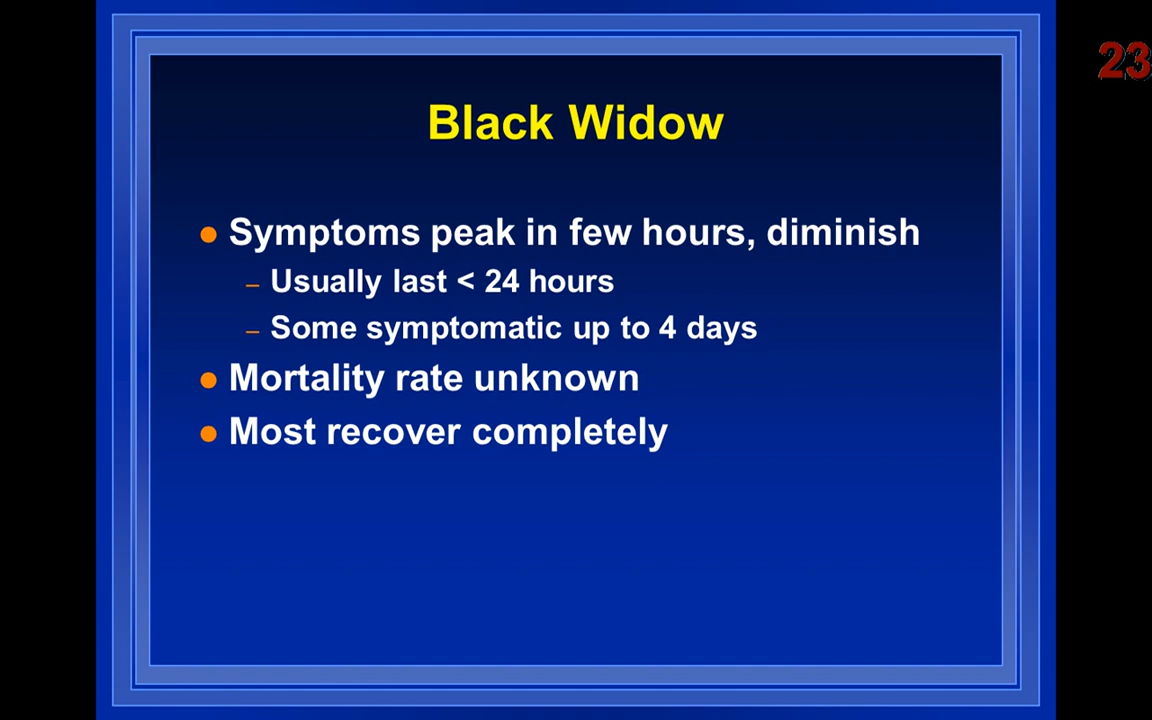 23
Black Widow
● Symptoms peak in few hours, diminish
– Usually last < 24 hours
– Some symptomatic up to 4 days
● Mortality rate unknown
● Most recover completely